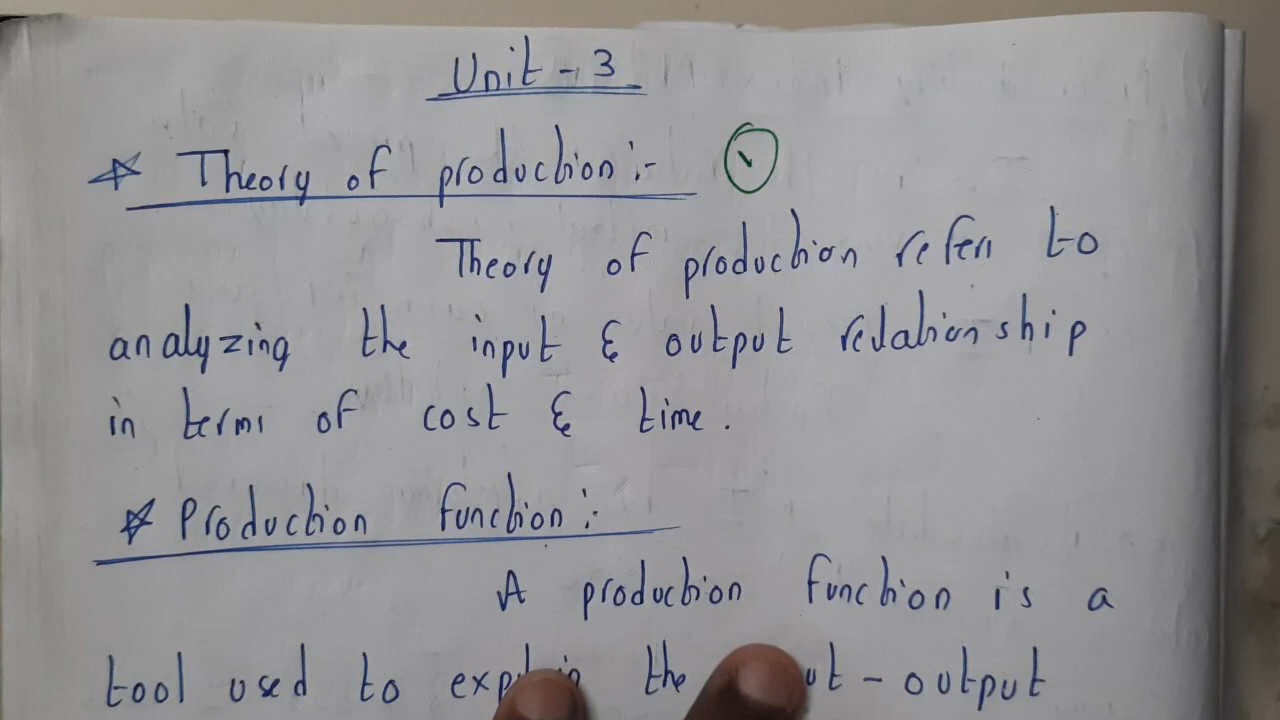 Unit - 3
☆ Theory of production :-
Theory of production refers to
analyzing the input & output relationship
in terms of cost & time.
☆ Production function :-
A production function is a
tool used to the - output